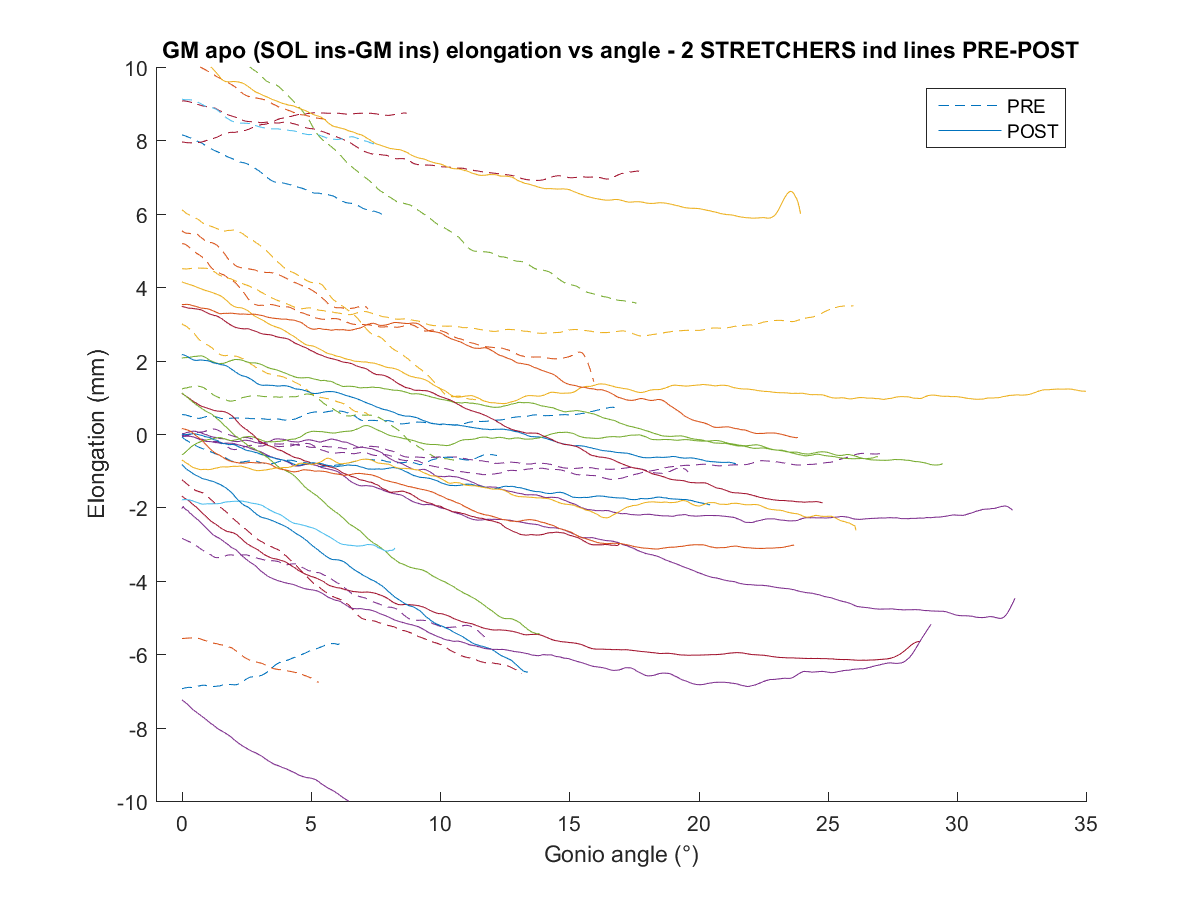 GM apo (SOL ins-GM ins) elongation vs angle - 2 STRETCHERS ind lines PRE-POST
PRE
POST
Elongation (mm)
10
8
6
4
2
0
-2
-4
-6
-8
-10
0 5 10 15 20 25 30 35
Gonio angle (°)